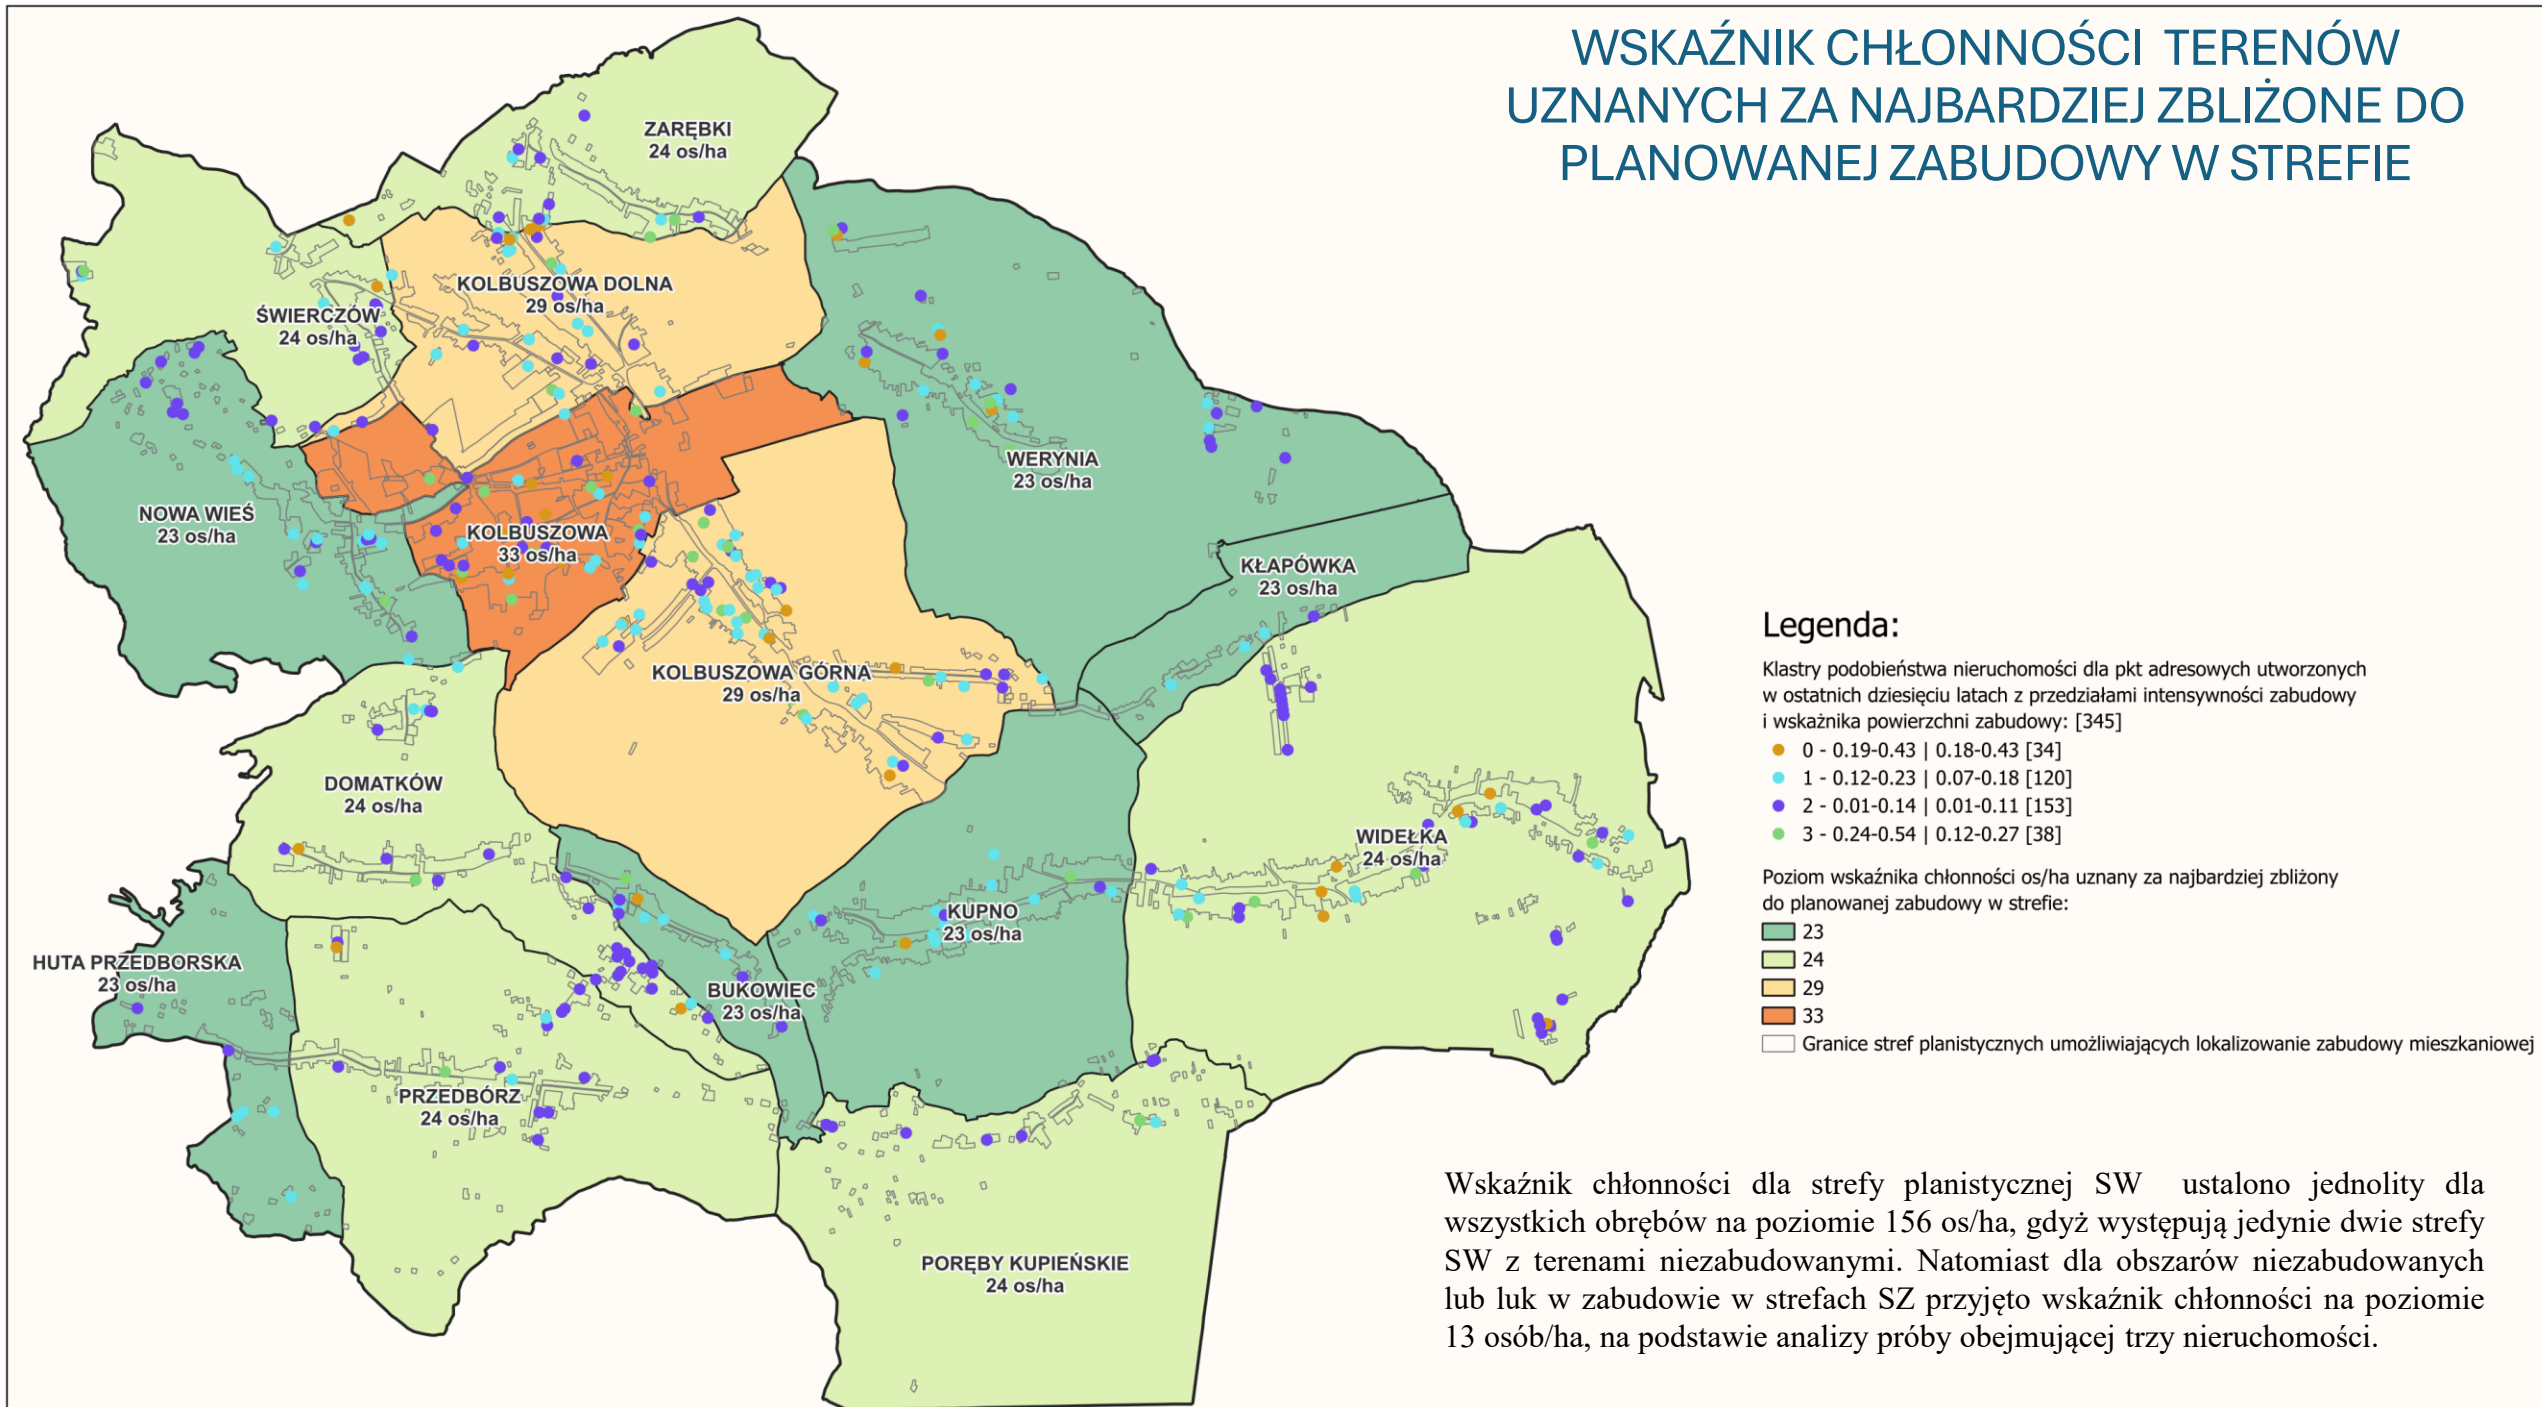 WSKAŹNIK CHŁONNOŚCI TERENÓW
UZNANYCH ZA NAJBARDZIEJ ZBLIŻONE DO
PLANOWANEJ ZABUDOWY W STREFIE
ZARĘBKI
24 os/ha
KOLBUSZOWA DOLNA
29 os/ha
ŚWIERCZÓW
24 os/ha
WERYNIA
23 os/ha
NOWA WIEŚ
23 os/ha
KOLBUSZOWA
33 os/ha
KŁAPÓWKA
23 os/ha
KOLBUSZOWA GÓRNA
29 os/ha
DOMATKÓW
24 os/ha
WIDEŁKA
24 os/ha
KUPNO
23 os/ha
HUTA PRZEDBORSKA
23 os/ha
BUKOWIEC
23 os/ha
PRZEDBÓRZ
24 os/ha
PORĘBY KUPIEŃSKIE
24 os/ha
Legenda:
Klastry podobieństwa nieruchomości dla pkt adresowych utworzonych
w ostatnich dziesięciu latach z przedziałami intensywności zabudowy
i wskażnika powierzchni zabudowy: [345]
0 - 0.19-0.43 | 0.18-0.43 [34]
1 - 0.12-0.23 | 0.07-0.18 [120]
2 - 0.01-0.14 | 0.01-0.11 [153]
3 - 0.24-0.54 | 0.12-0.27 [38]
Poziom wskaźnika chłonności os/ha uznany za najbardziej zbliżony
do planowanej zabudowy w strefie:
23
24
29
33
Granice stref planistycznych umożliwiających lokalizowanie zabudowy mieszkaniowej
Wskaźnik chłonności dla strefy planistycznej SW ustalono jednolity dla
wszystkich obrębów na poziomie 156 os/ha, gdyż występują jedynie dwie strefy
SW z terenami niezabudowanymi. Natomiast dla obszarów niezabudowanych
lub luk w zabudowie w strefach SZ przyjęto wskaźnik chłonności na poziomie
13 osób/ha, na podstawie analizy próby obejmującej trzy nieruchomości.